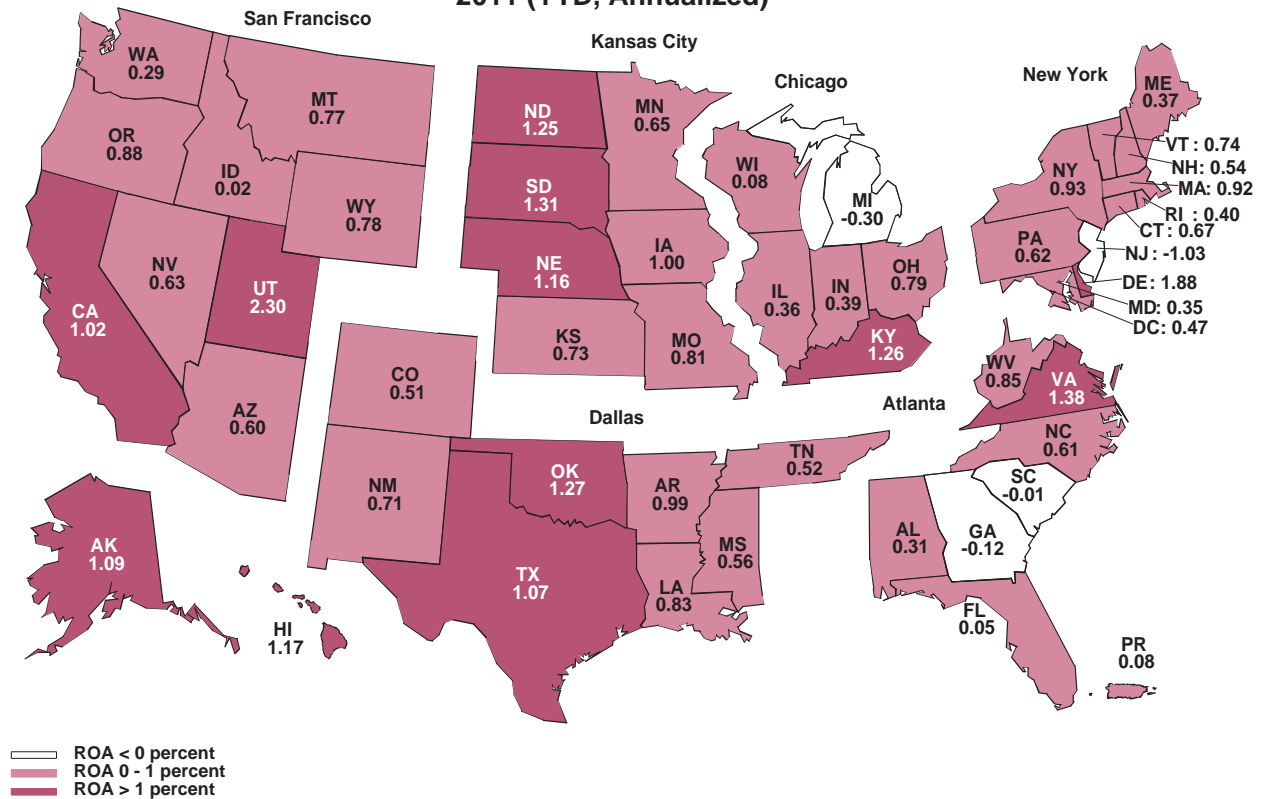 2011 (YTD, Annualized)
San Francisco
Kansas City
Chicago
New York
WA
0.29
MT
0.77
OR
0.88
ID
0.02
WY
0.78
NV
0.63
UT
2.30
CA
1.02
AZ
0.60
AK
1.09
HI
1.17
ND
1.25
MN
0.65
SD
1.31
NE
1.16
IA
1.00
KS
0.73
MO
0.81
WI
0.08
MI
-0.30
IL
0.36
IN
0.39
OH
0.79
KY
1.26
ME
0.37
VT : 0.74
NH: 0.54
MA: 0.92
RI : 0.40
CT : 0.67
NJ : -1.03
DE: 1.88
MD: 0.35
DC: 0.47
NY
0.93
PA
0.62
Dallas
Atlanta
CO
0.51
NM
0.71
OK
1.27
TX
1.07
AR
0.99
LA
0.83
MS
0.56
TN
0.52
WV
0.85
VA
1.38
NC
0.61
SC
-0.01
GA
-0.12
AL
0.31
FL
0.05
PR
0.08
ROA < 0 percent
ROA 0 - 1 percent
ROA > 1 percent